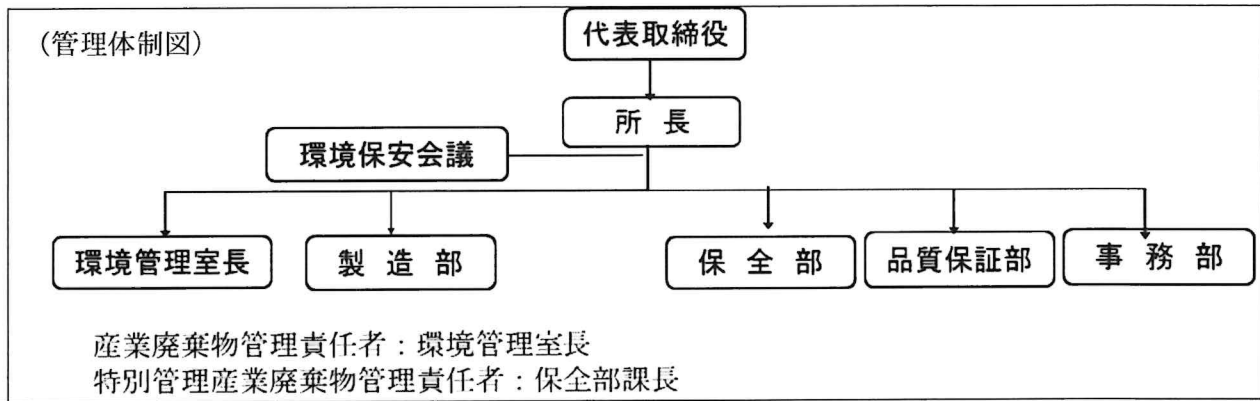 (管理体制図)
代表取締役
所長
環境保安会議
環境管理室長 製造部 保全部 品質保証部 事務部
産業廃棄物管理責任者：環境管理室長
特別管理産業廃棄物管理責任者：保全部課長